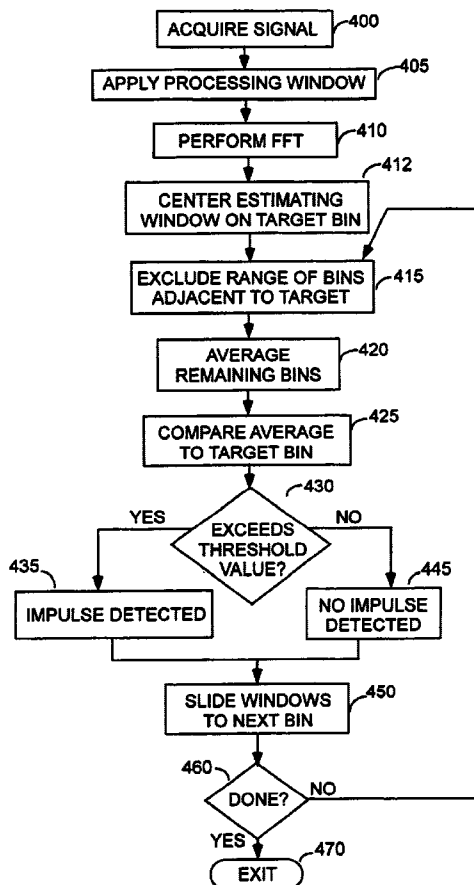 ACQUIRE SIGNAL
400
APPLY PROCESSING WINDOW
405
PERFORM FFT
410
412
CENTER ESTIMATING
WINDOW ON TARGET BIN
EXCLUDE RANGE OF BINS
ADJACENT TO TARGET
415
AVERAGE
REMAINING BINS
420
425
COMPARE AVERAGE
TO TARGET BIN
430
YES
EXCEEDS
THRESHOLD
VALUE?
NO
435
IMPULSE DETECTED
445
NO IMPULSE
DETECTED
SLIDE WINDOWS
TO NEXT BIN
450
460
DONE?
NO
YES
EXIT
470